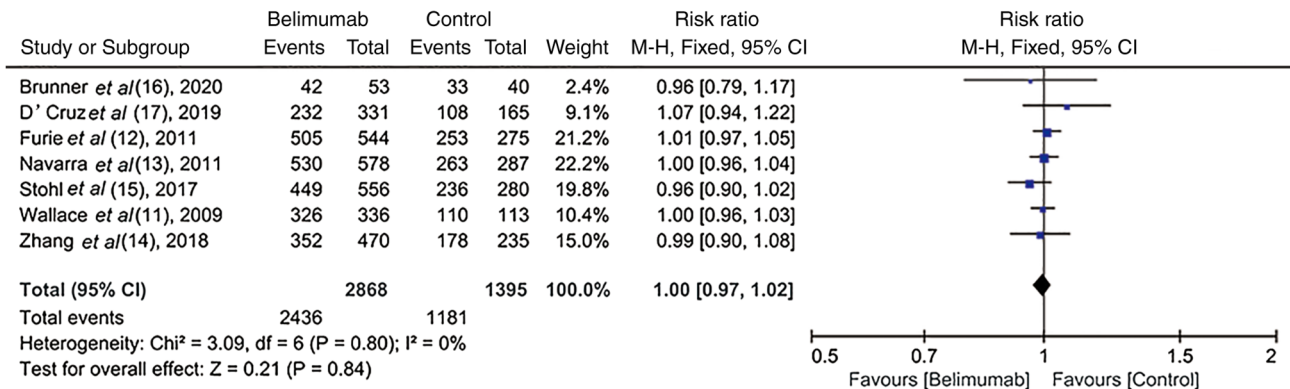 Belimumab Control Risk ratio Risk ratio
Study or Subgroup Events Total Events Total Weight M-H, Fixed, 95% CI M-H, Fixed, 95% CI
Brunner et al(16), 2020 42 53 33 40 2.4% 0.96 [0.79, 1.17]
D' Cruz et al (17), 2019 232 331 108 165 9.1% 1.07 [0.94, 1.22]
Furie et al (12), 2011 505 544 253 275 21.2% 1.01 [0.97, 1.05]
Navarra et al(13), 2011 530 578 263 287 22.2% 1.00 [0.96, 1.04]
Stohl et al (15), 2017 449 556 236 280 19.8% 0.96 [0.90, 1.02]
Wallace et al(11), 2009 326 336 110 113 10.4% 1.00 [0.96, 1.03]
Zhang et al(14), 2018 352 470 178 235 15.0% 0.99 [0.90, 1.08]
Total (95% CI) 2868 1395 100.0% 1.00 [0.97, 1.02]
Total events 2436 1181
Heterogeneity: Chi² = 3.09, df = 6 (P = 0.80); I² = 0%
Test for overall effect: Z = 0.21 (P = 0.84)
0.5 0.7 1 1.5 2
Favours [Belimumab] Favours [Control]